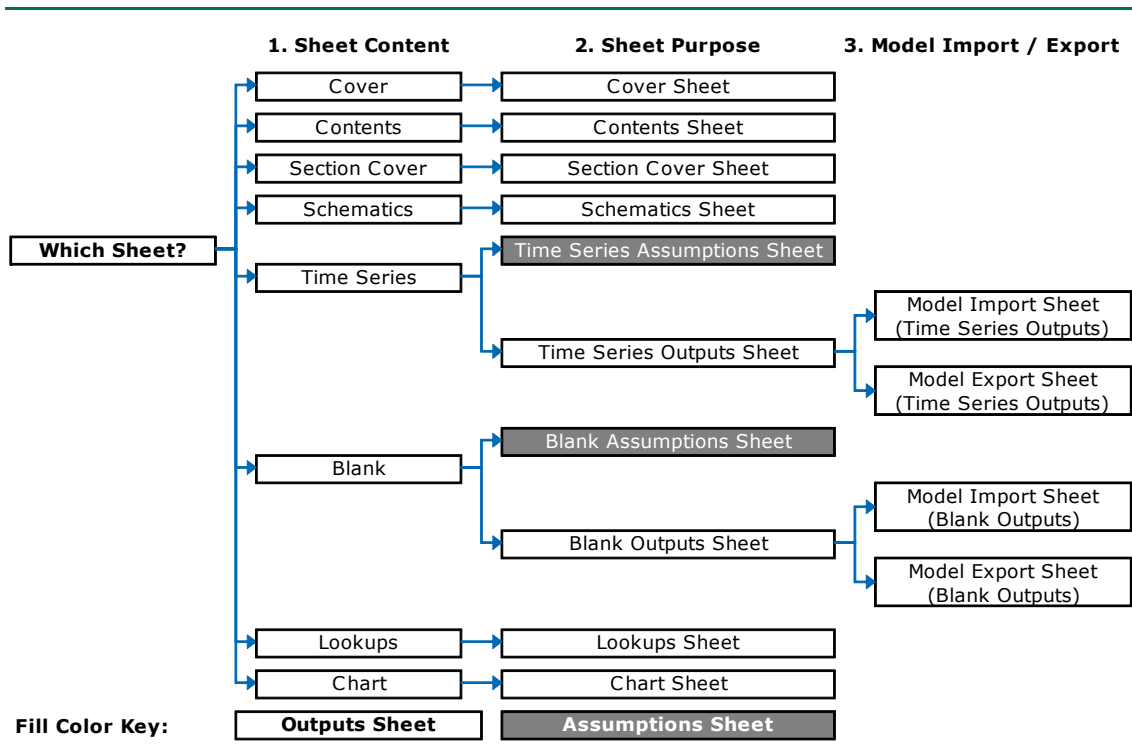 1. Sheet Content
2. Sheet Purpose
3. Model Import / Export
Cover
Cover Sheet
Contents
Contents Sheet
Section Cover
Section Cover Sheet
Schematics
Schematics Sheet
Which Sheet?
Time Series Assumptions Sheet
Time Series
Model Import Sheet
(Time Series Outputs)
Time Series Outputs Sheet
Model Export Sheet
(Time Series Outputs)
Blank Assumptions Sheet
Blank
Model Import Sheet
(Blank Outputs)
Blank Outputs Sheet
Model Export Sheet
(Blank Outputs)
Lookups
Lookups Sheet
Chart
Chart Sheet
Fill Color Key:
Outputs Sheet
Assumptions Sheet